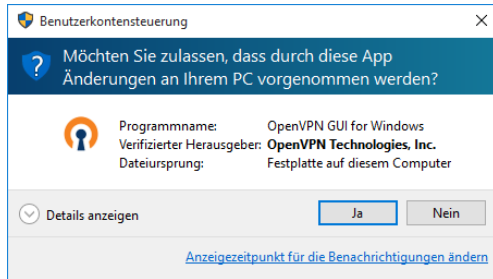 Benutzerkontensteuerung
Möchten Sie zulassen, dass durch diese App
Änderungen an Ihrem PC vorgenommen werden?
Programmname: OpenVPN GUI for Windows
Verifizierter Herausgeber: OpenVPN Technologies, Inc.
Dateiursprung: Festplatte auf diesem Computer
Details anzeigen Ja Nein
Anzeigezeitpunkt für die Benachrichtigungen ändern